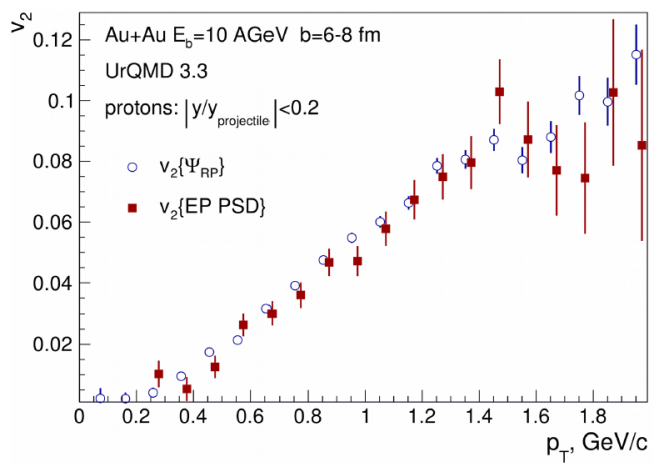 v₂
0.12
0.1
0.08
0.06
0.04
0.02
Au+Au E_b=10 AGeV b=6-8 fm
UrQMD 3.3
protons: |y/y_projectile|<0.2
v₂{Ψ_RP}
v₂{EP PSD}
0 0.2 0.4 0.6 0.8 1 1.2 1.4 1.6 1.8
p_T, GeV/c